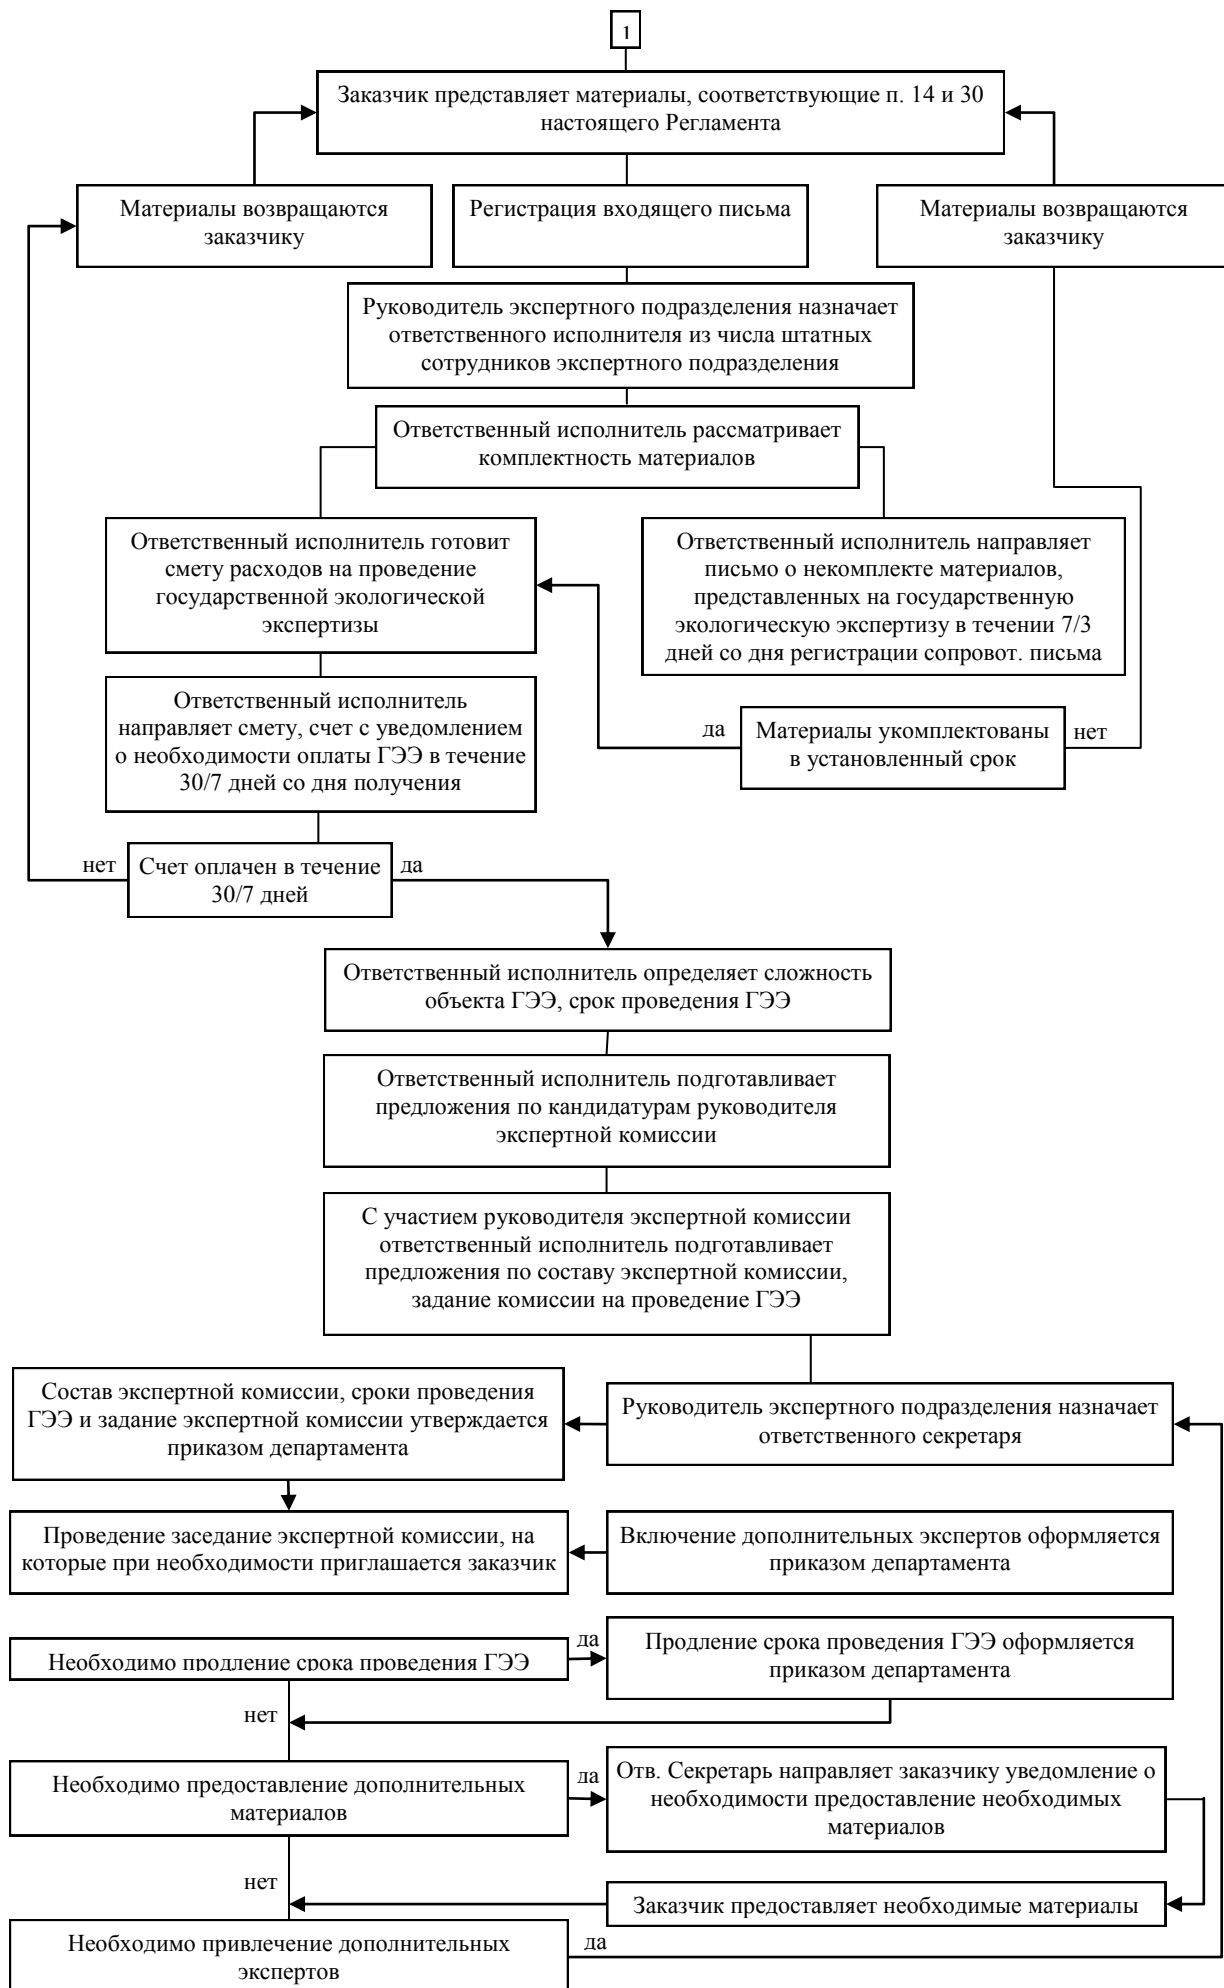 1
Заказчик представляет материалы, соответствующие п. 14 и 30
настоящего Регламента
Материалы возвращаются
заказчику
Регистрация входящего письма
Материалы возвращаются
заказчику
Руководитель экспертного подразделения назначает
ответственного исполнителя из числа штатных
сотрудников экспертного подразделения
Ответственный исполнитель рассматривает
комплектность материалов
Ответственный исполнитель готовит
смету расходов на проведение
государственной экологической
экспертизы
Ответственный исполнитель направляет
письмо о некомплекте материалов,
представленных на государственную
экологическую экспертизу в течении 7/3
дней со дня регистрации сопровот. письма
Ответственный исполнитель
направляет смету, счет с уведомлением
о необходимости оплаты ГЭЭ в течение
30/7 дней со дня получения
да
Материалы укомплектованы
в установленный срок
нет
нет
Счет оплачен в течение
30/7 дней
да
Ответственный исполнитель определяет сложность
объекта ГЭЭ, срок проведения ГЭЭ
Ответственный исполнитель подготавливает
предложения по кандидатурам руководителя
экспертной комиссии
С участием руководителя экспертной комиссии
ответственный исполнитель подготавливает
предложения по составу экспертной комиссии,
задание комиссии на проведение ГЭЭ
Состав экспертной комиссии, сроки проведения
ГЭЭ и задание экспертной комиссии утверждается
приказом департамента
Руководитель экспертного подразделения назначает
ответственного секретаря
Проведение заседание экспертной комиссии, на
которые при необходимости приглашается заказчик
Включение дополнительных экспертов оформляется
приказом департамента
Необходимо продление срока проведения ГЭЭ
да
Продление срока проведения ГЭЭ оформляется
приказом департамента
нет
Необходимо предоставление дополнительных
материалов
да
Отв. Секретарь направляет заказчику уведомление о
необходимости предоставление необходимых
материалов
нет
Заказчик предоставляет необходимые материалы
Необходимо привлечение дополнительных
экспертов
да